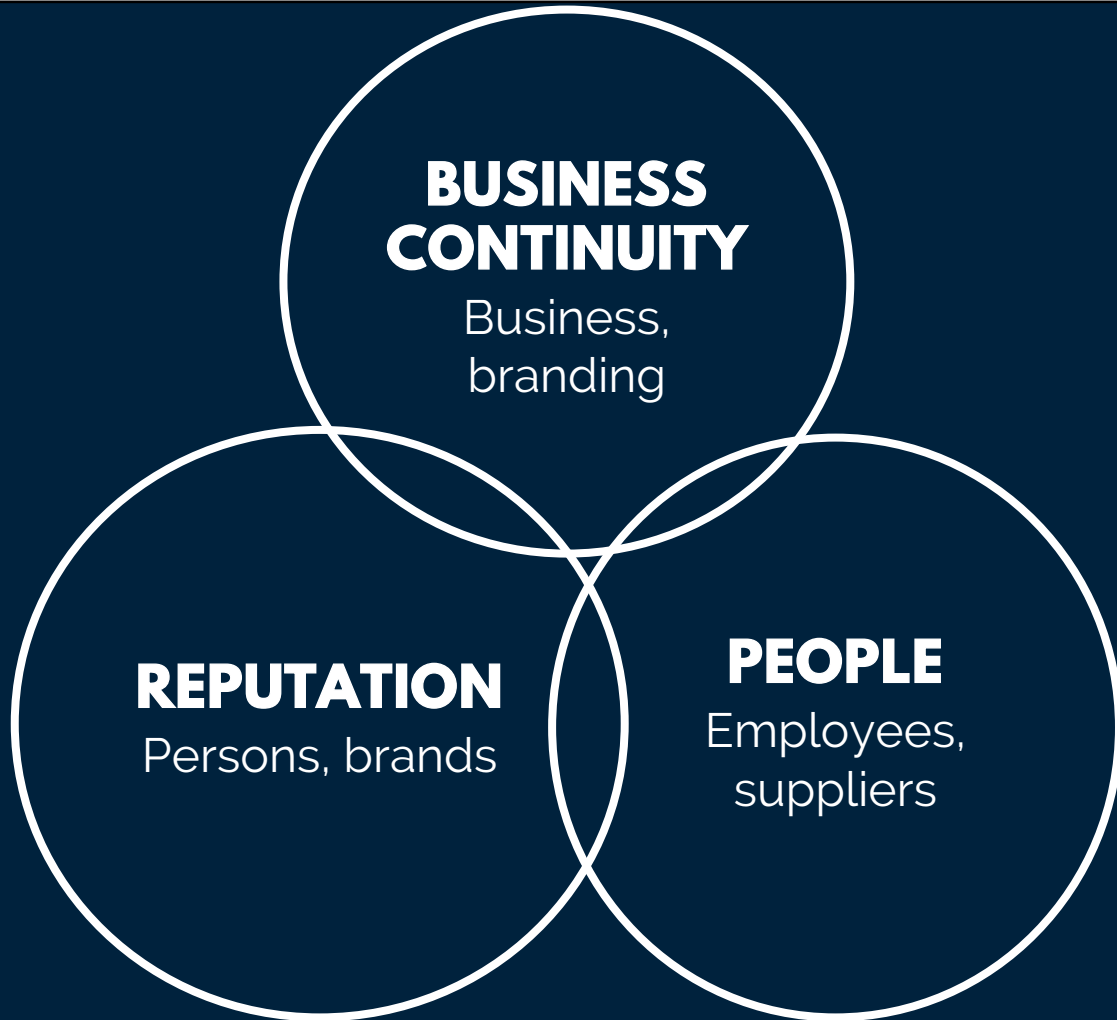 BUSINESS
CONTINUITY
Business,
branding
REPUTATION
Persons, brands
PEOPLE
Employees,
suppliers